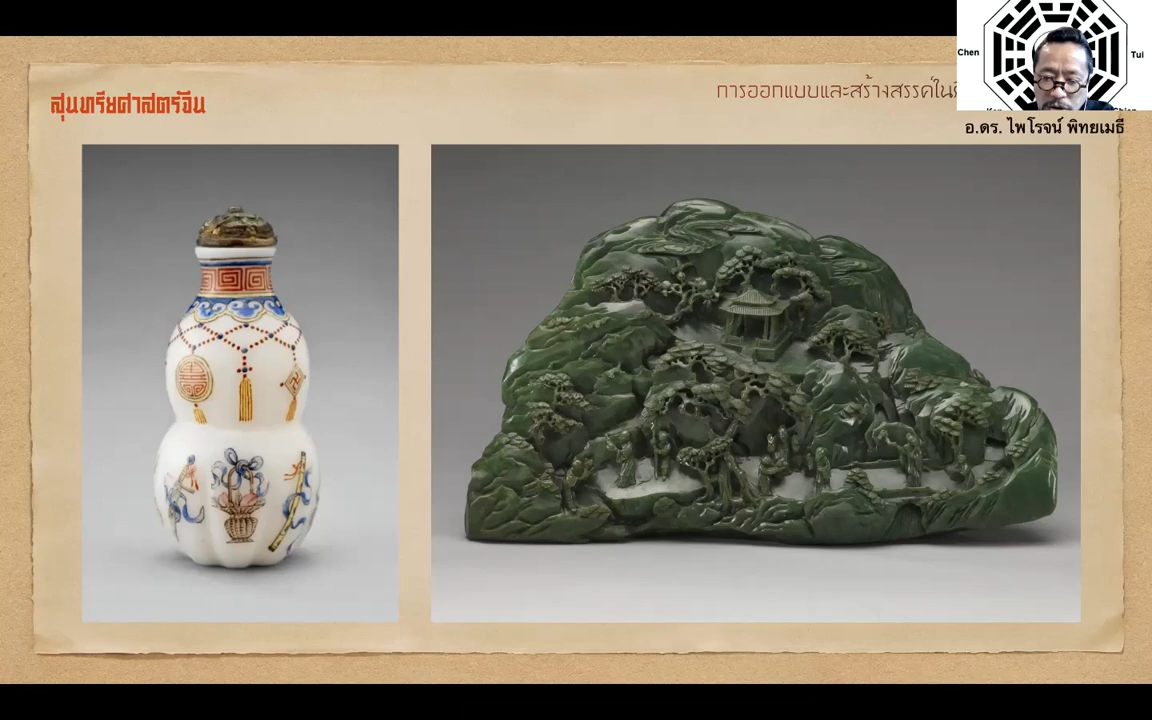 สุนทรียศาสตร์จีน
การออกแบบและสร้างสรรค์ใน
Chen
Tui
อ.ดร. ไพโรจน์ พิทยเมธี